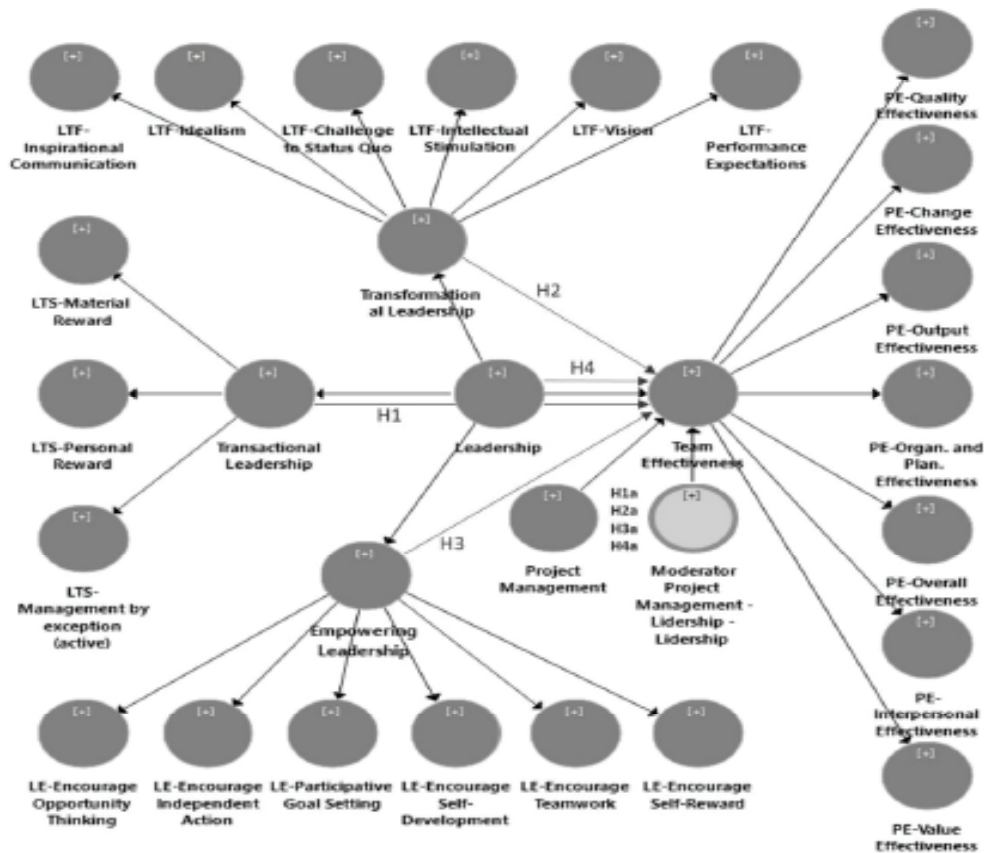 [+]
[+]
[+]
[+]
[+]
[+]
[+]
LTF-
Inspirational
Communication
LTF-Idealism
LTF-Challenge
to Status Quo
LTF-Intellectual
Stimulation
LTF-Vision
LTF-
Performance
Expectations
PE-Quality
Effectiveness
[+]
PE-Change
Effectiveness
[+]
LTS-Material
Reward
[+]
Transformation
al Leadership
H2
[+]
PE-Output
Effectiveness
[+]
LTS-Personal
Reward
[+]
Transactional
Leadership
H1
[+]
Leadership
H4
[+]
Team
Effectiveness
[+]
PE-Organ. and
Plan.
Effectiveness
[+]
LTS-
Management by
exception
(active)
H3
[+]
Project
Management
H1a
H2a
H3a
H4a
[+]
Moderator
Project
Management -
Lidership -
Lidership
[+]
PE-Overall
Effectiveness
[+]
Empowering
Leadership
[+]
PE-
Interpersonal
Effectiveness
[+]
LE-Encourage
Opportunity
Thinking
[+]
LE-Encourage
Independent
Action
[+]
LE-Participative
Goal Setting
[+]
LE-Encourage
Self-
Development
[+]
LE-Encourage
Teamwork
[+]
LE-Encourage
Self-Reward
[+]
PE-Value
Effectiveness